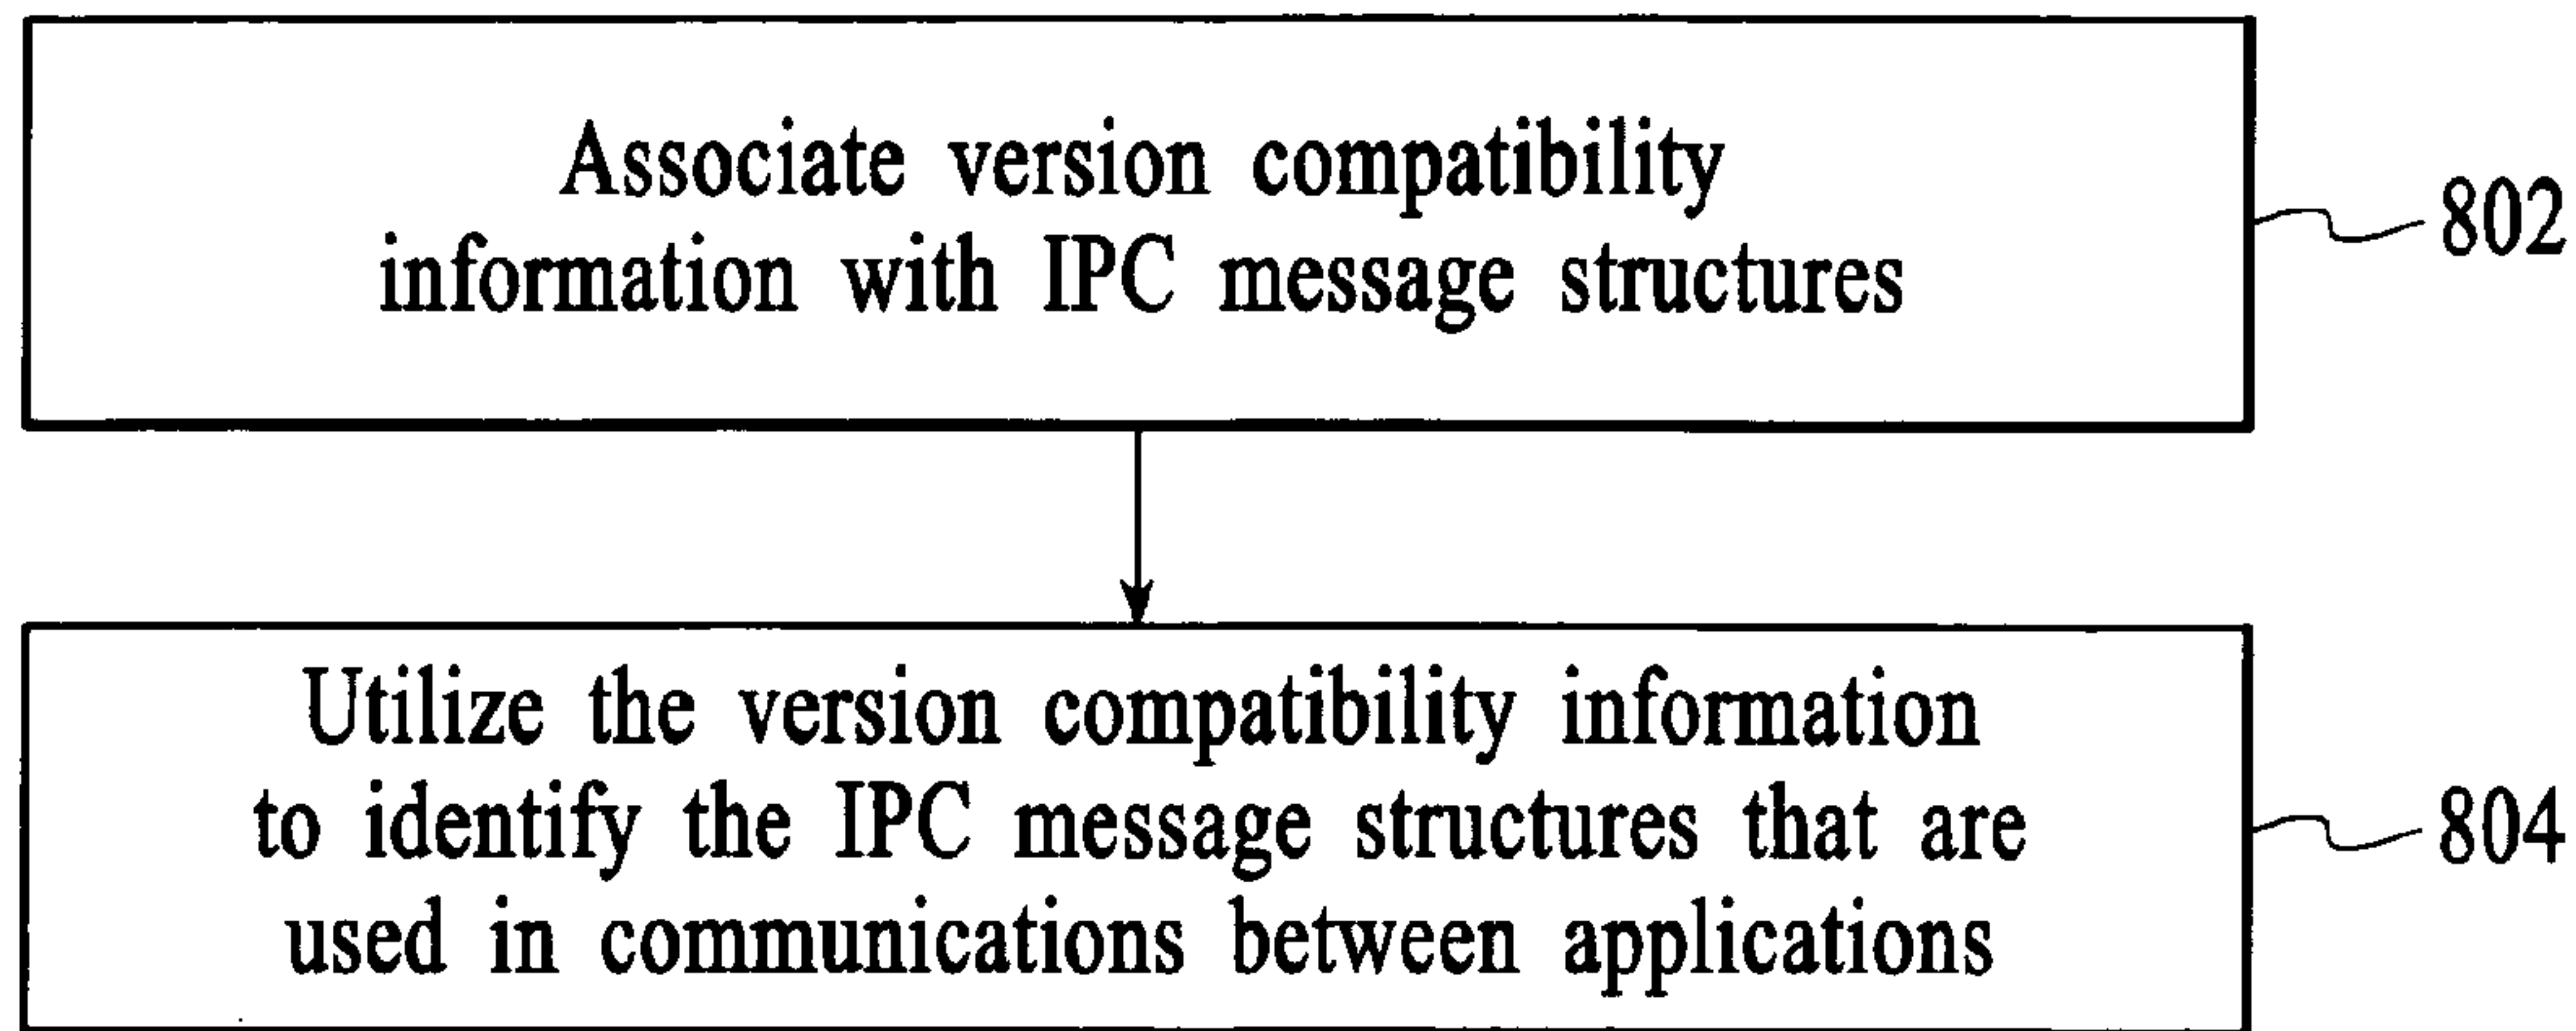 Associate version compatibility
information with IPC message structures
802
Utilize the version compatibility information
to identify the IPC message structures that are
used in communications between applications
804